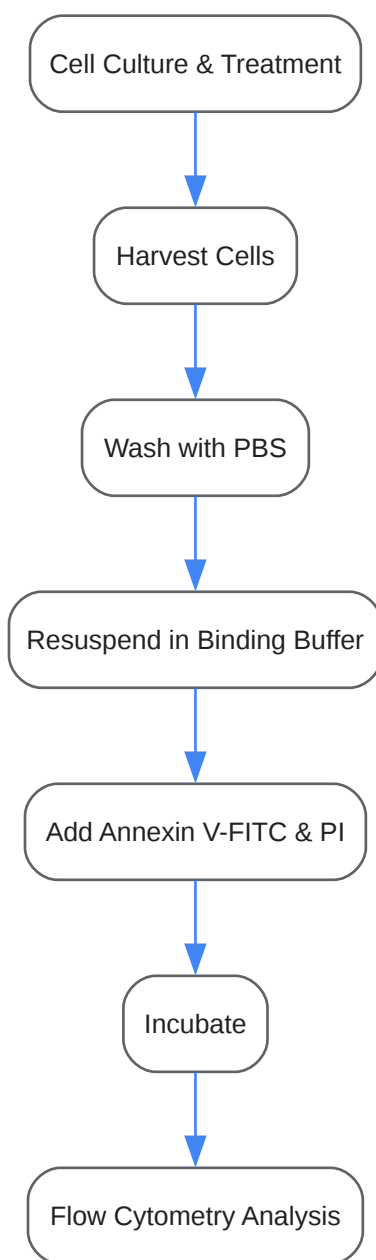 Cell Culture & Treatment
Harvest Cells
Wash with PBS
Resuspend in Binding Buffer
Add Annexin V-FITC & PI
Incubate
Flow Cytometry Analysis